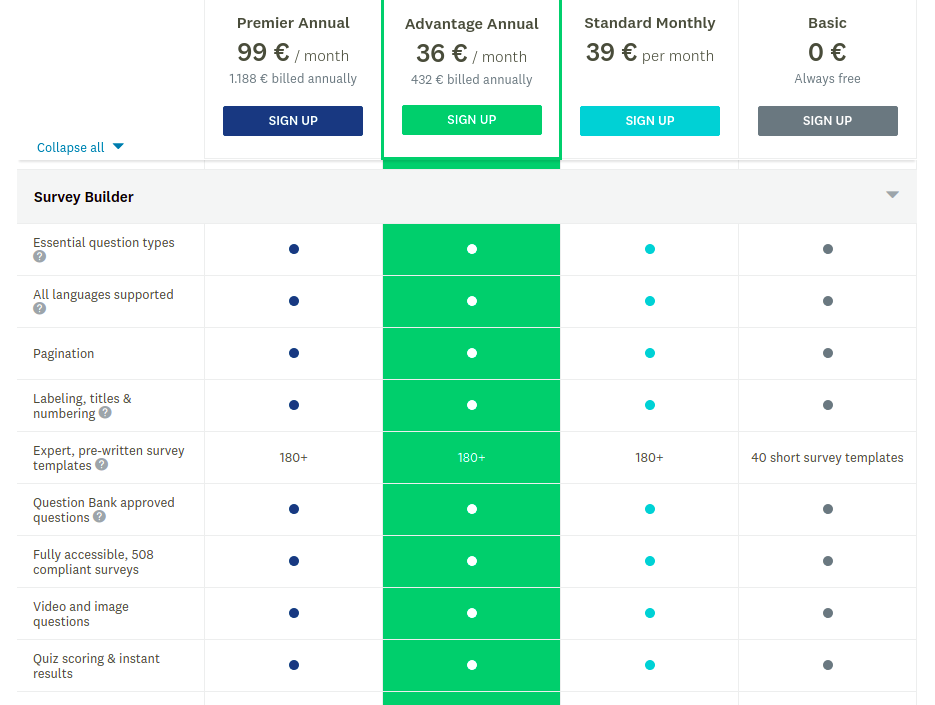 Premier Annual
99 € / month
1.188 € billed annually
SIGN UP
Advantage Annual
36 € / month
432 € billed annually
SIGN UP
Standard Monthly
39 € per month
SIGN UP
Basic
0 €
Always free
SIGN UP
Collapse all
Survey Builder
Essential question types
?
All languages supported
?
Pagination
Labeling, titles &
numbering ?
Expert, pre-written survey
templates ?
180+
180+
180+
40 short survey templates
Question Bank approved
questions ?
Fully accessible, 508
compliant surveys
Video and image
questions
Quiz scoring & instant
results